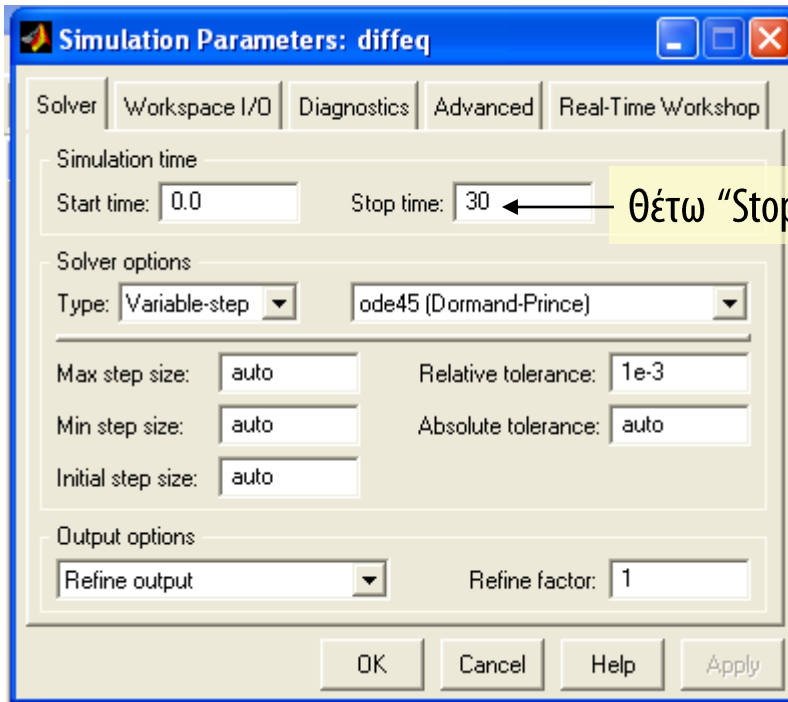 Simulation Parameters: diffeq
Solver Workspace I/O Diagnostics Advanced Real-Time Workshop
Simulation time
Start time: 0.0 Stop time: 30 Θέτω “Stop
Solver options
Type: Variable-step ode45 (Dormand-Prince)
Max step size: auto Relative tolerance: 1e-3
Min step size: auto Absolute tolerance: auto
Initial step size: auto
Output options
Refine output Refine factor: 1
OK Cancel Help Apply